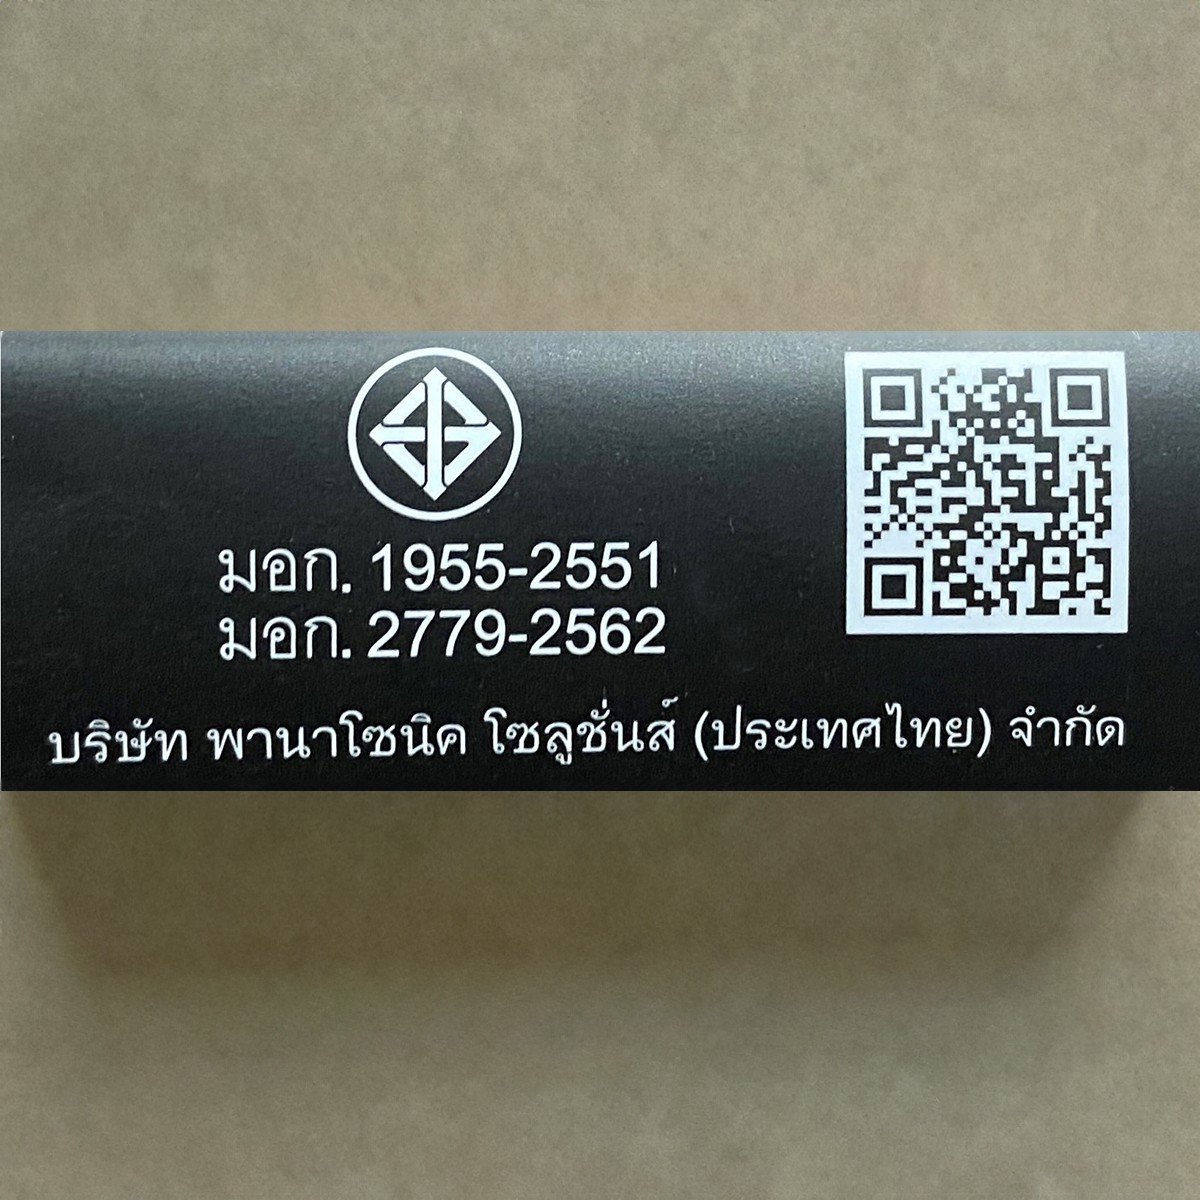 มอก. 1955-2551
มอก. 2779-2562
บริษัท พานาโซนิค โซลูชั่นส์ (ประเทศไทย) จำกัด